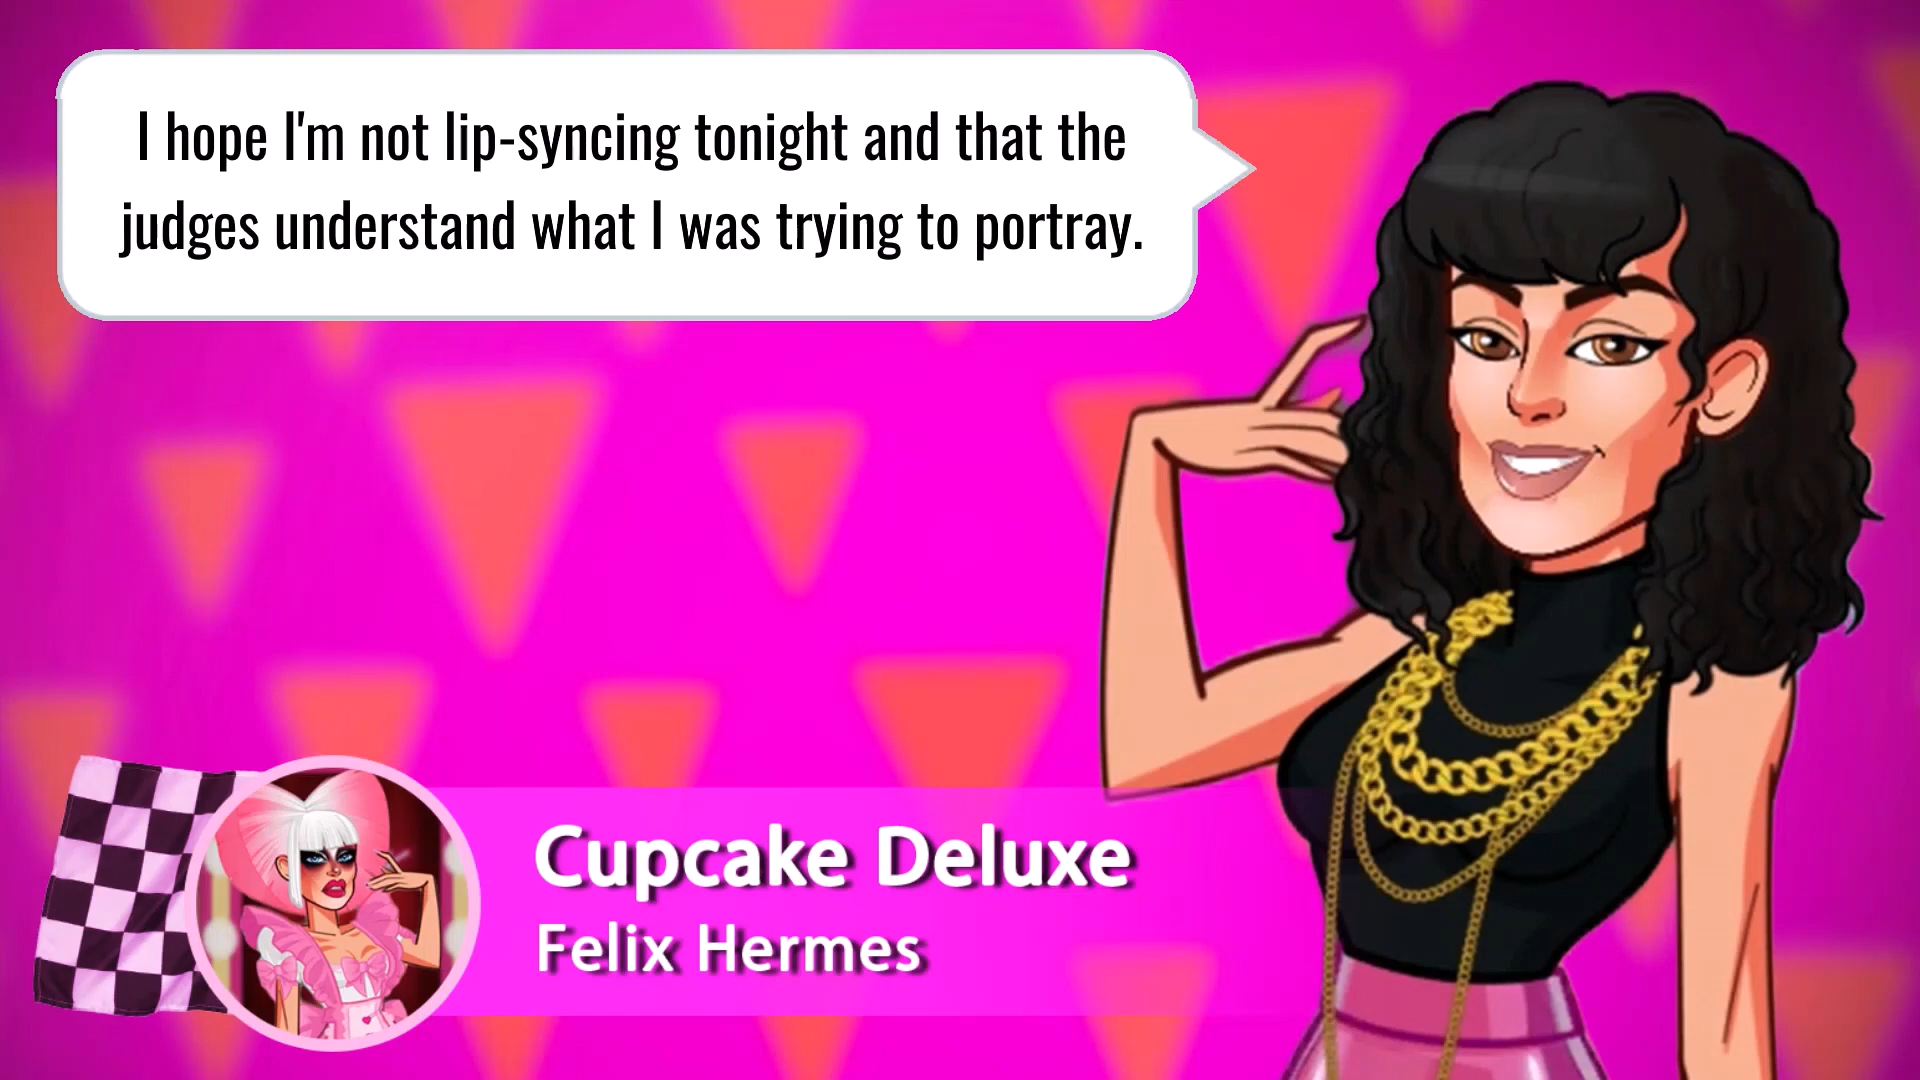 I hope I'm not lip-syncing tonight and that the
judges understand what I was trying to portray.
Cupcake Deluxe
Felix Hermes